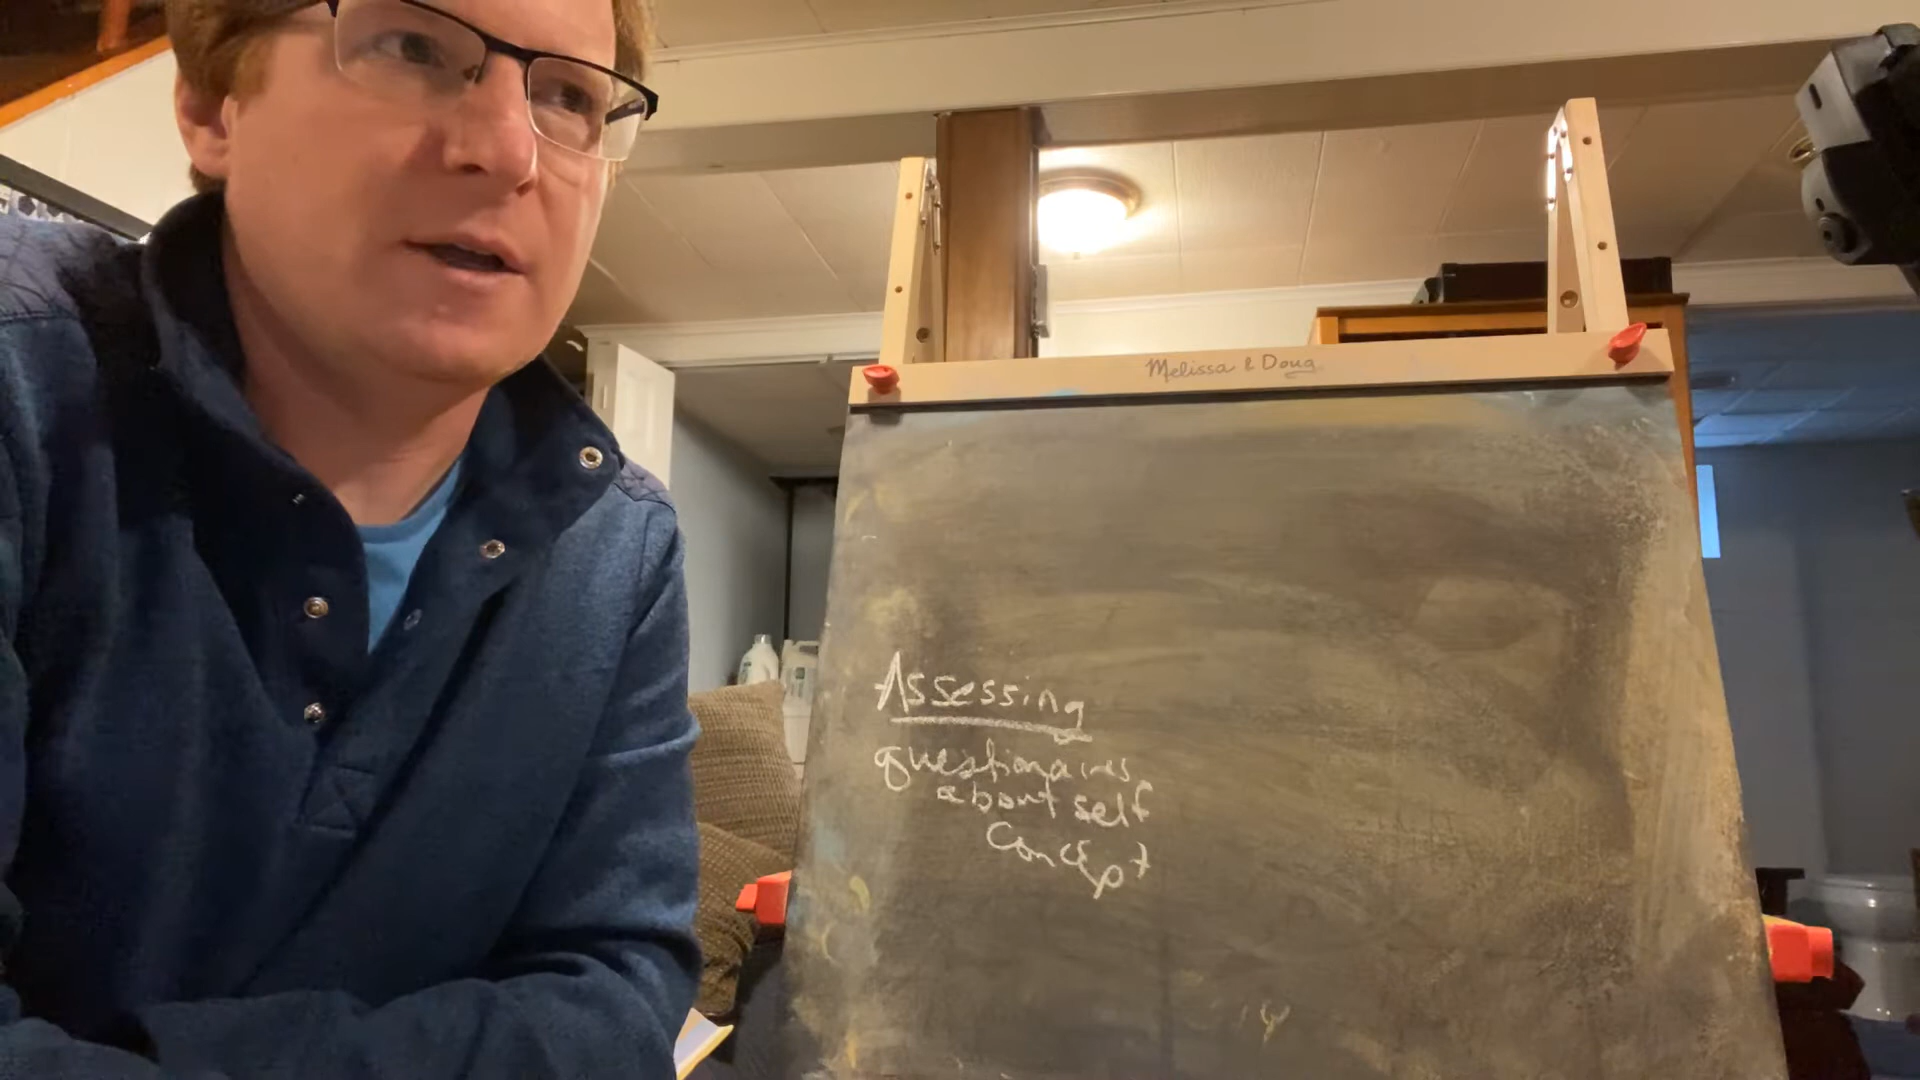 Melissa & Doug
Assessing
questionaires
about self
concept